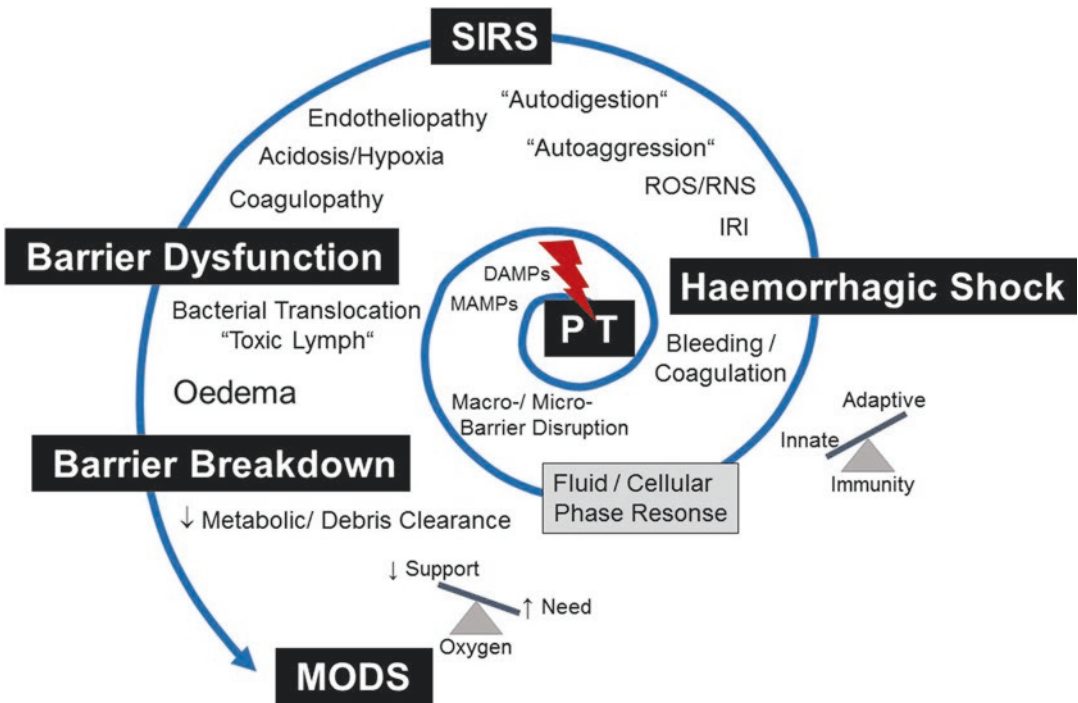 SIRS
“Autodigestion“
Endotheliopathy
“Autoaggression“
Acidosis/Hypoxia
ROS/RNS
Coagulopathy
IRI
Barrier Dysfunction
DAMPs
MAMPs
Haemorrhagic Shock
P T
Bacterial Translocation
“Toxic Lymph“
Bleeding /
Coagulation
Oedema
Macro-/ Micro-
Barrier Disruption
Adaptive
Innate
Immunity
Barrier Breakdown
Fluid / Cellular
Phase Resonse
↓ Metabolic/ Debris Clearance
↓ Support
↑ Need
Oxygen
MODS